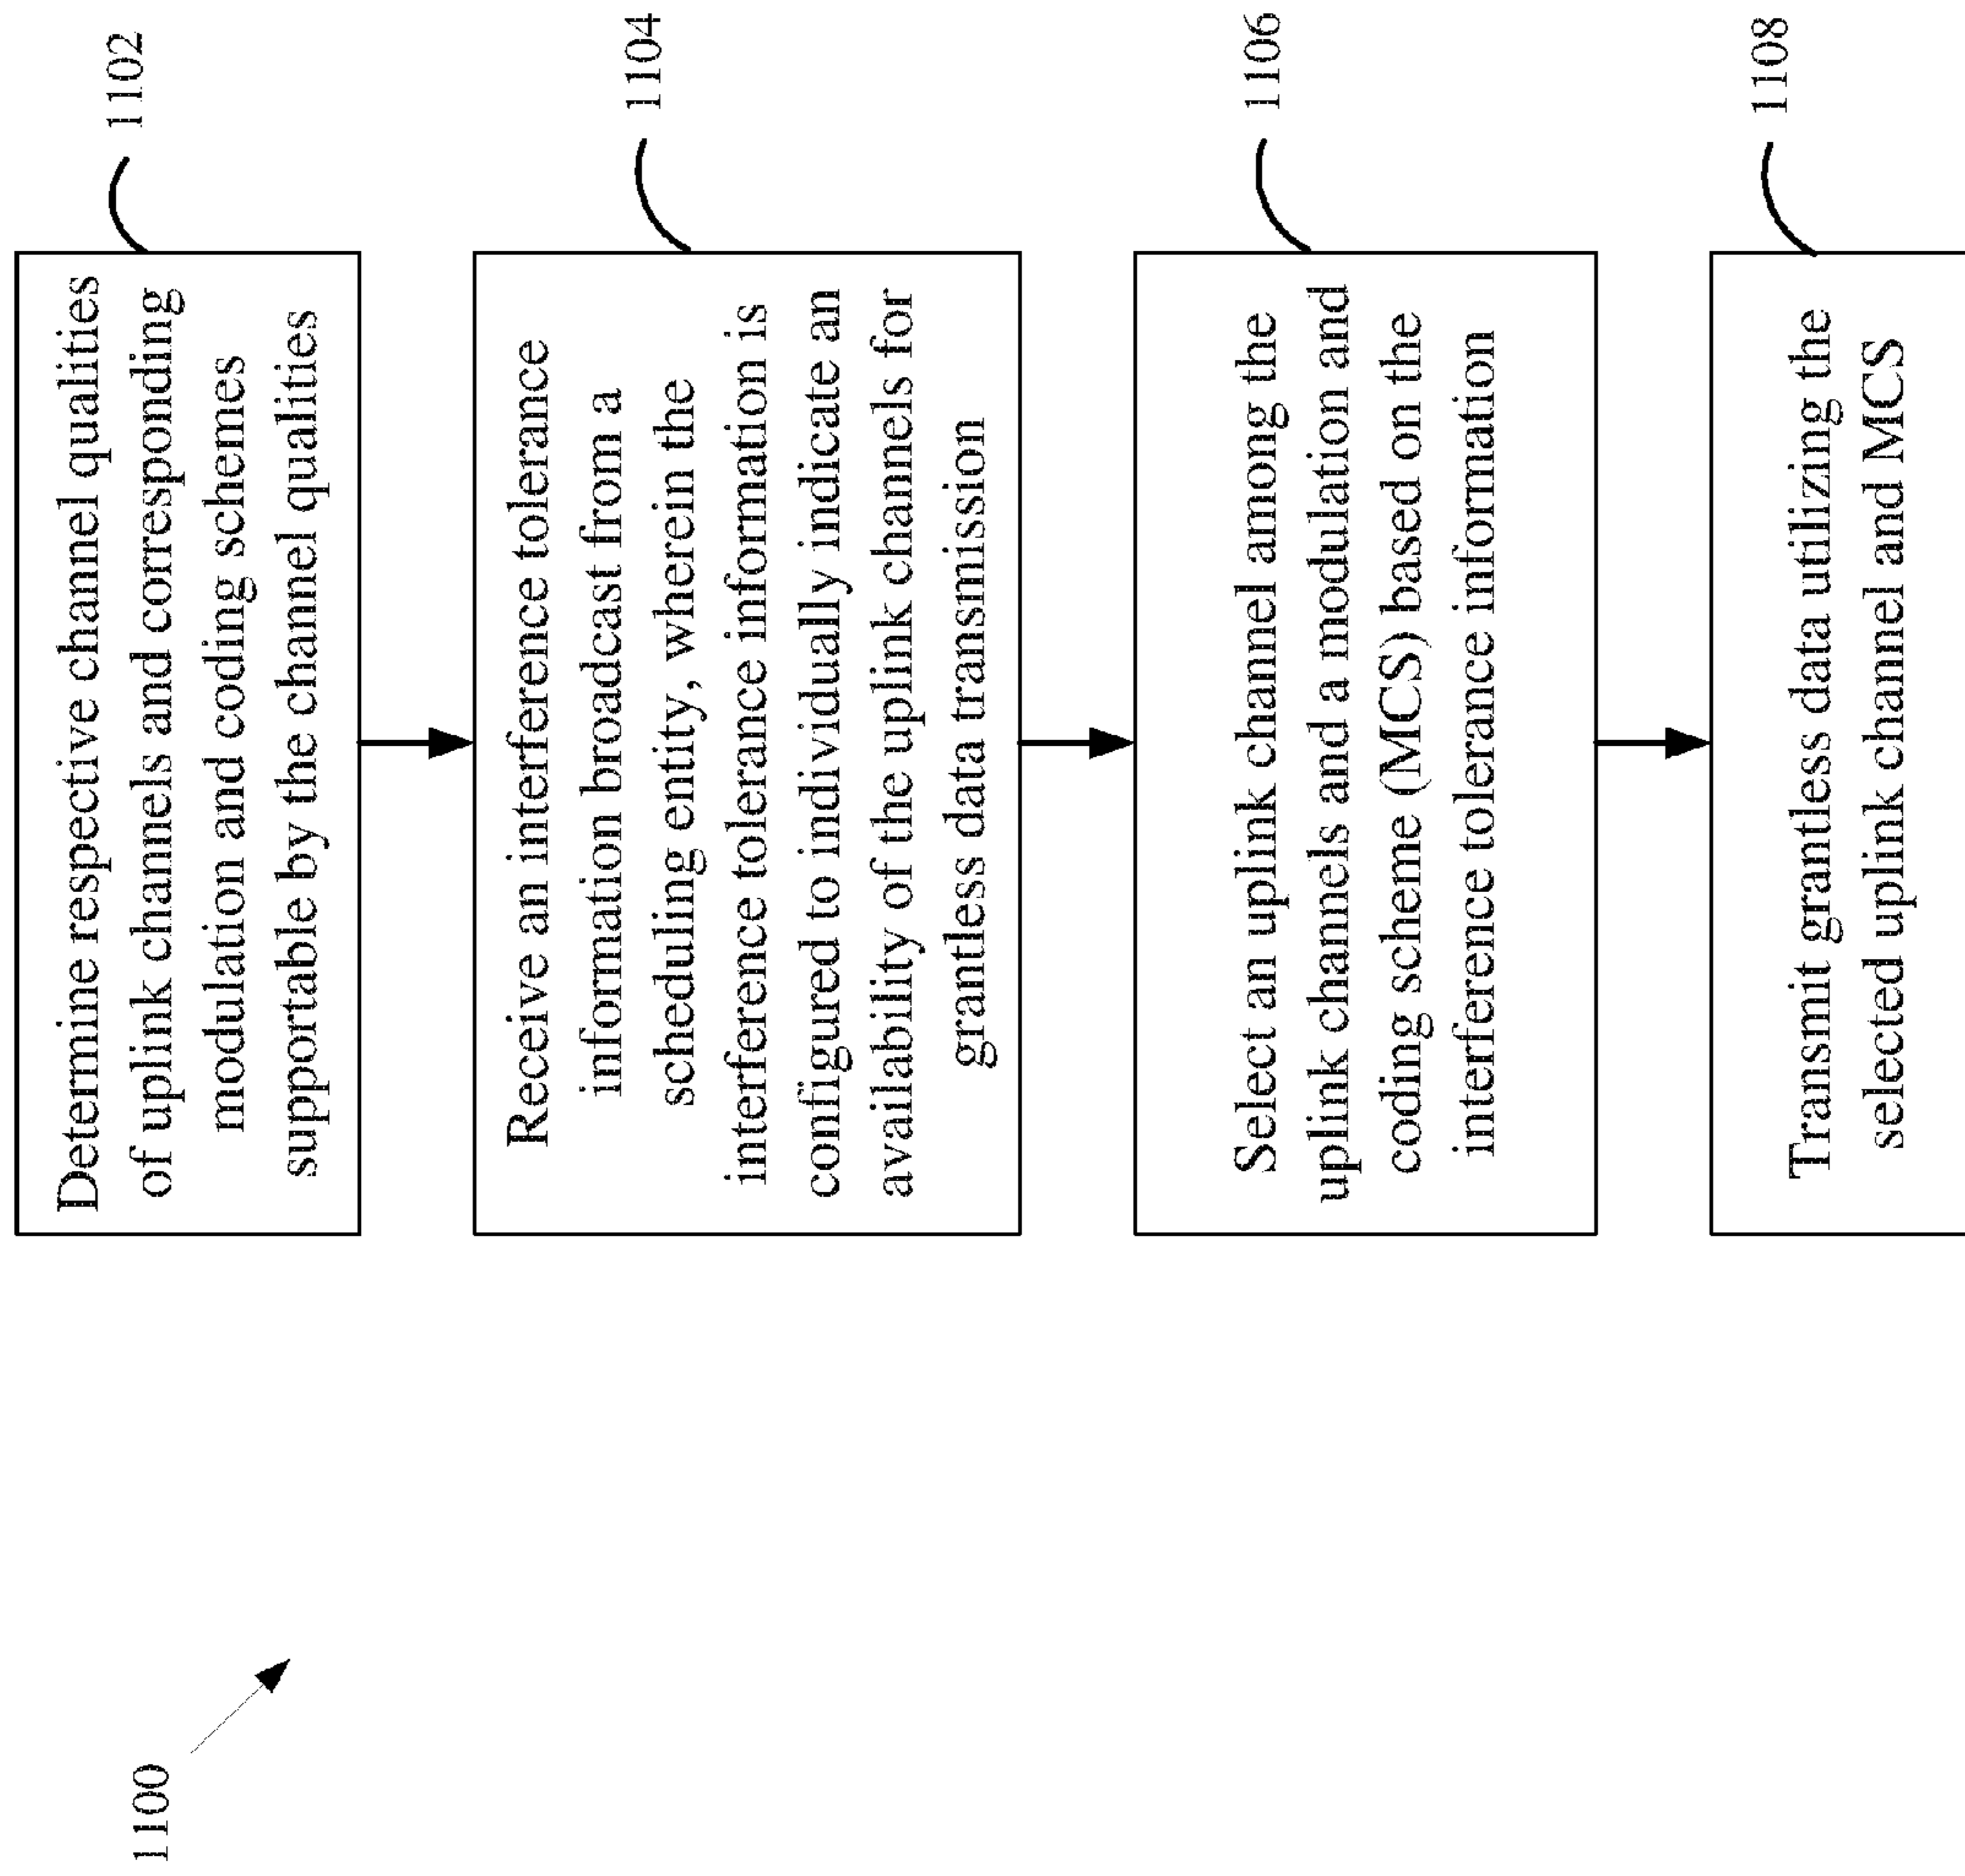 1100
Determine respective channel qualities
of uplink channels and corresponding
modulation and coding schemes
supportable by the channel qualities
1102
Receive an interference tolerance
information broadcast from a
scheduling entity, wherein the
interference tolerance information is
configured to individually indicate an
availability of the uplink channels for
grantless data transmission
1104
Select an uplink channel among the
uplink channels and a modulation and
coding scheme (MCS) based on the
interference tolerance information
1106
Transmit grantless data utilizing the
selected uplink channel and MCS
1108